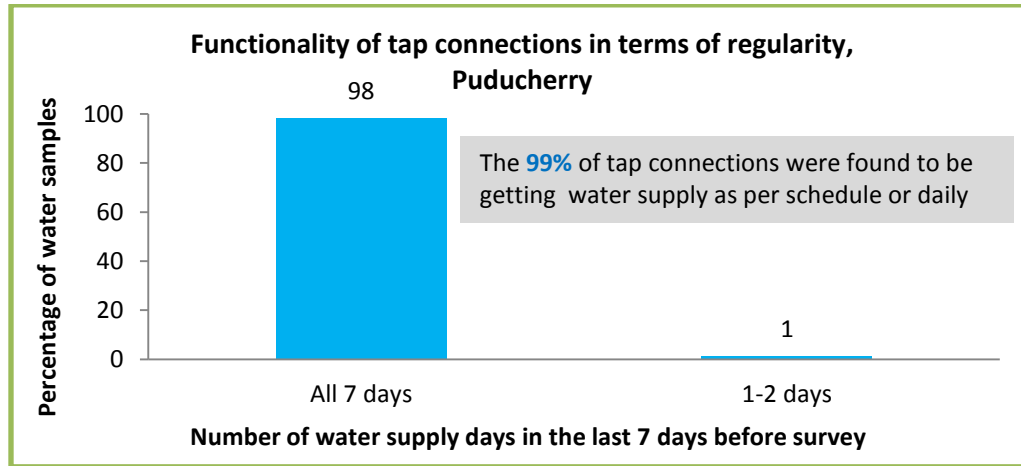 Functionality of tap connections in terms of regularity,
Puducherry
98
100
80
60
40
20
0
Percentage of water samples
The 99% of tap connections were found to be
getting water supply as per schedule or daily
1
All 7 days
1-2 days
Number of water supply days in the last 7 days before survey